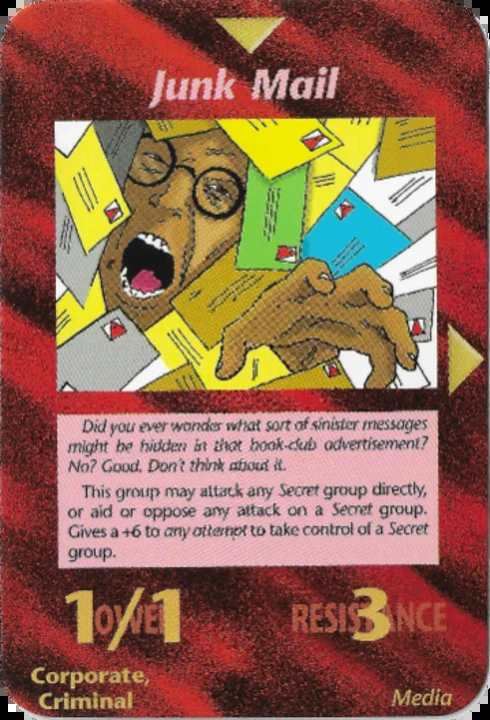 Junk Mail
Did you ever wonder what sort of sinister messages
might be hidden in that book-club advertisement?
No? Good. Don't think about it.
This group may attack any Secret group directly,
or aid or oppose any attack on a Secret group.
Gives a +6 to any attempt to take control of a Secret
group.
POWER 1/1
RESISTANCE 3
Corporate,
Criminal
Media